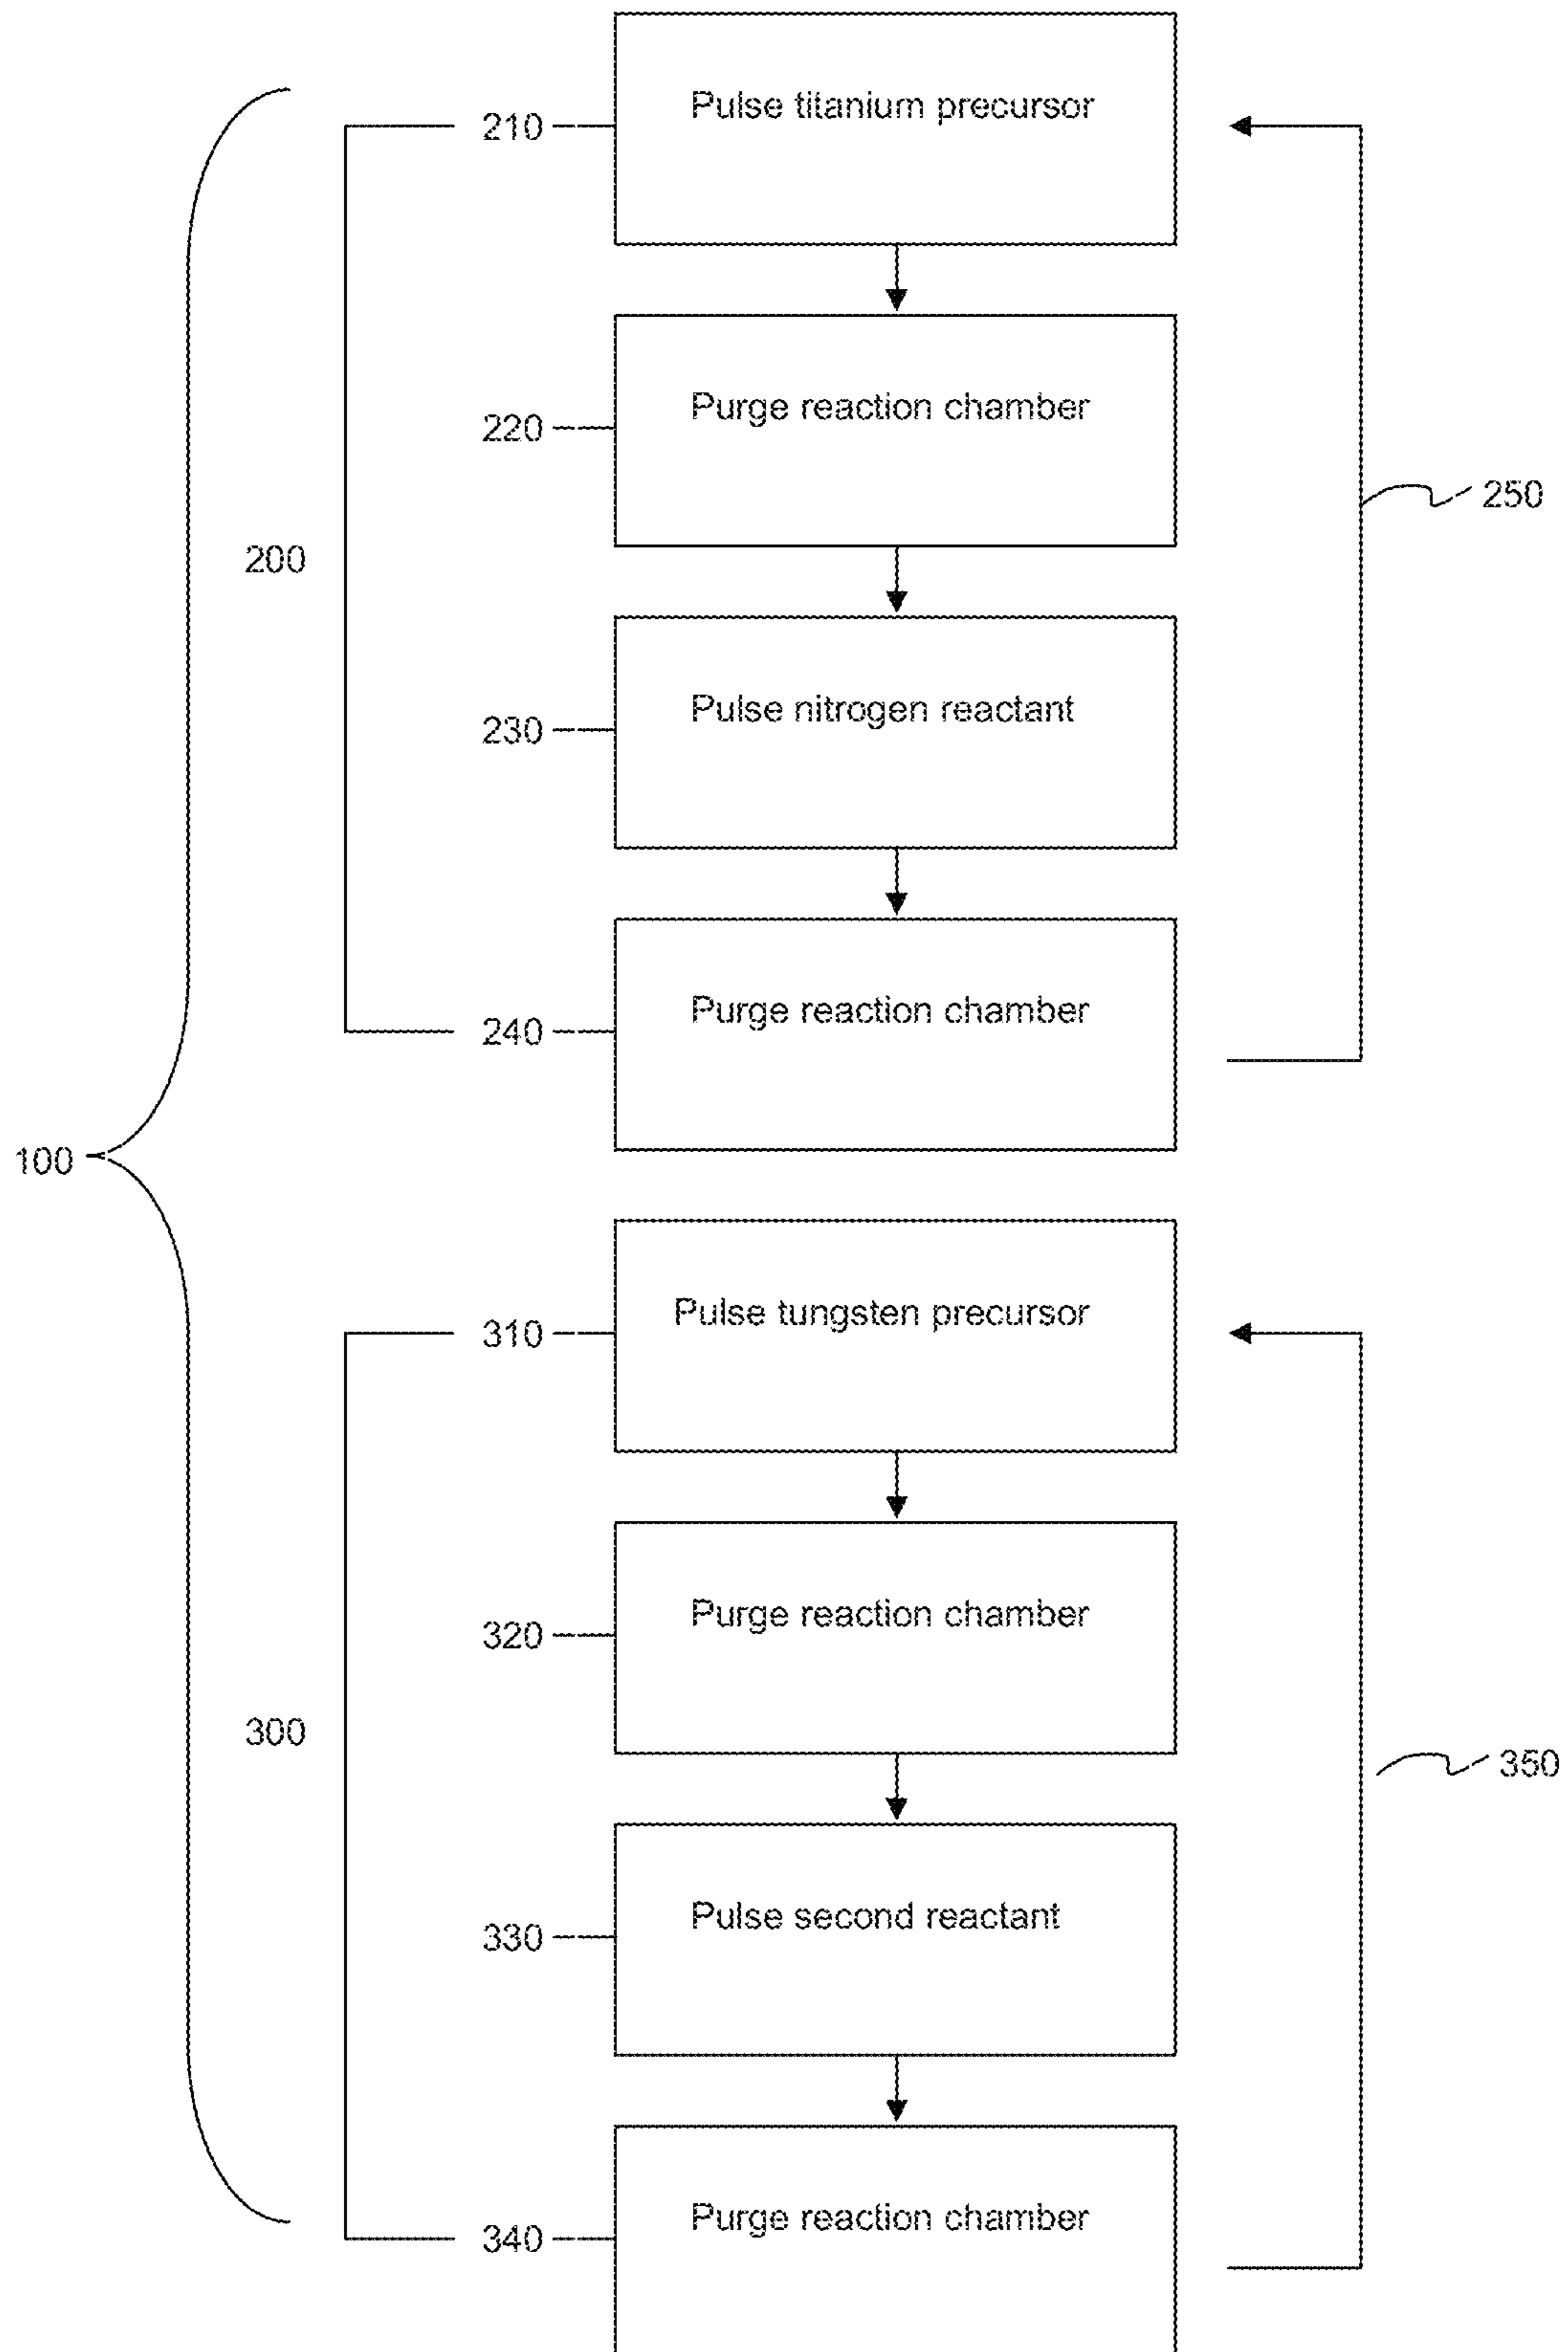 Pulse titanium precursor
210
Purge reaction chamber
220
250
200
Pulse nitrogen reactant
230
Purge reaction chamber
240
100
Pulse tungsten precursor
310
Purge reaction chamber
320
300
350
Pulse second reactant
330
Purge reaction chamber
340